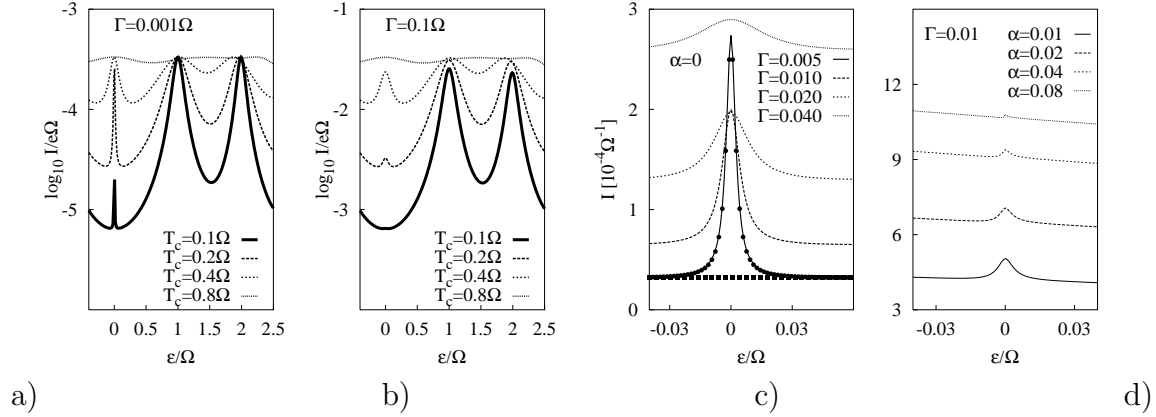 -3
-4
-5
log10 I/eΩ
Γ=0.001Ω
Tc=0.1Ω
Tc=0.2Ω
Tc=0.4Ω
Tc=0.8Ω
0 0.5 1 1.5 2 2.5
ε/Ω
a)
-1
-2
-3
log10 I/eΩ
Γ=0.1Ω
Tc=0.1Ω
Tc=0.2Ω
Tc=0.4Ω
Tc=0.8Ω
0 0.5 1 1.5 2 2.5
ε/Ω
b)
3
2
1
0
I [10⁻⁴Ω⁻¹]
α=0
Γ=0.005
Γ=0.010
Γ=0.020
Γ=0.040
-0.03 0 0.03
ε/Ω
c)
12
9
6
3
Γ=0.01
α=0.01
α=0.02
α=0.04
α=0.08
-0.03 0 0.03
ε/Ω
d)